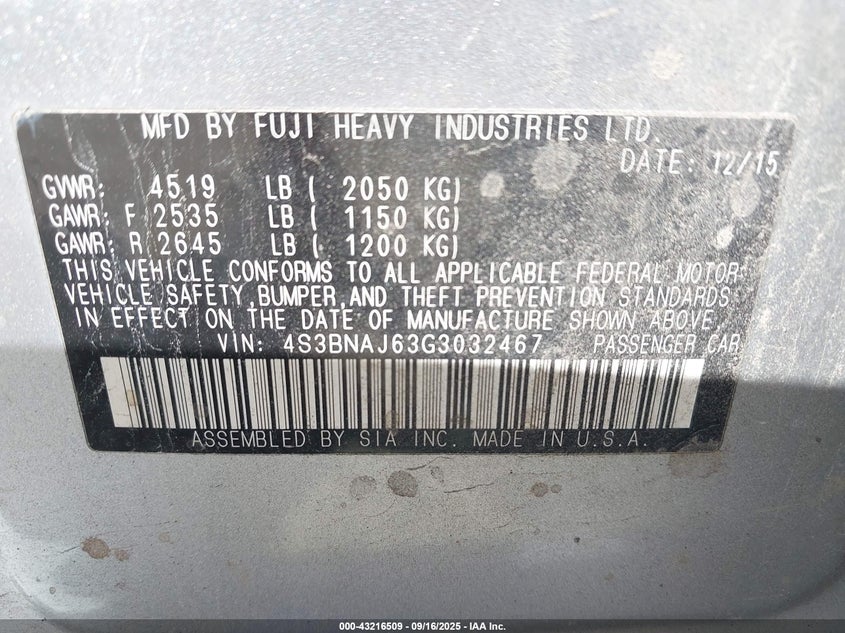 MFD BY FUJI HEAVY INDUSTRIES LTD.
DATE: 12/15
GVWR: 4519 LB ( 2050 KG)
GAWR: F 2535 LB ( 1150 KG)
GAWR: R 2645 LB ( 1200 KG)
THIS VEHICLE CONFORMS TO ALL APPLICABLE FEDERAL MOTOR
VEHICLE SAFETY,BUMPER,AND THEFT PREVENTION STANDARDS
IN EFFECT ON THE DATE OF MANUFACTURE SHOWN ABOVE.
VIN: 4S3BNAJ63G3032467 PASSENGER CAR
ASSEMBLED BY SIA INC. MADE IN U.S.A.
000-43216509 - 09/16/2025 - IAA Inc.